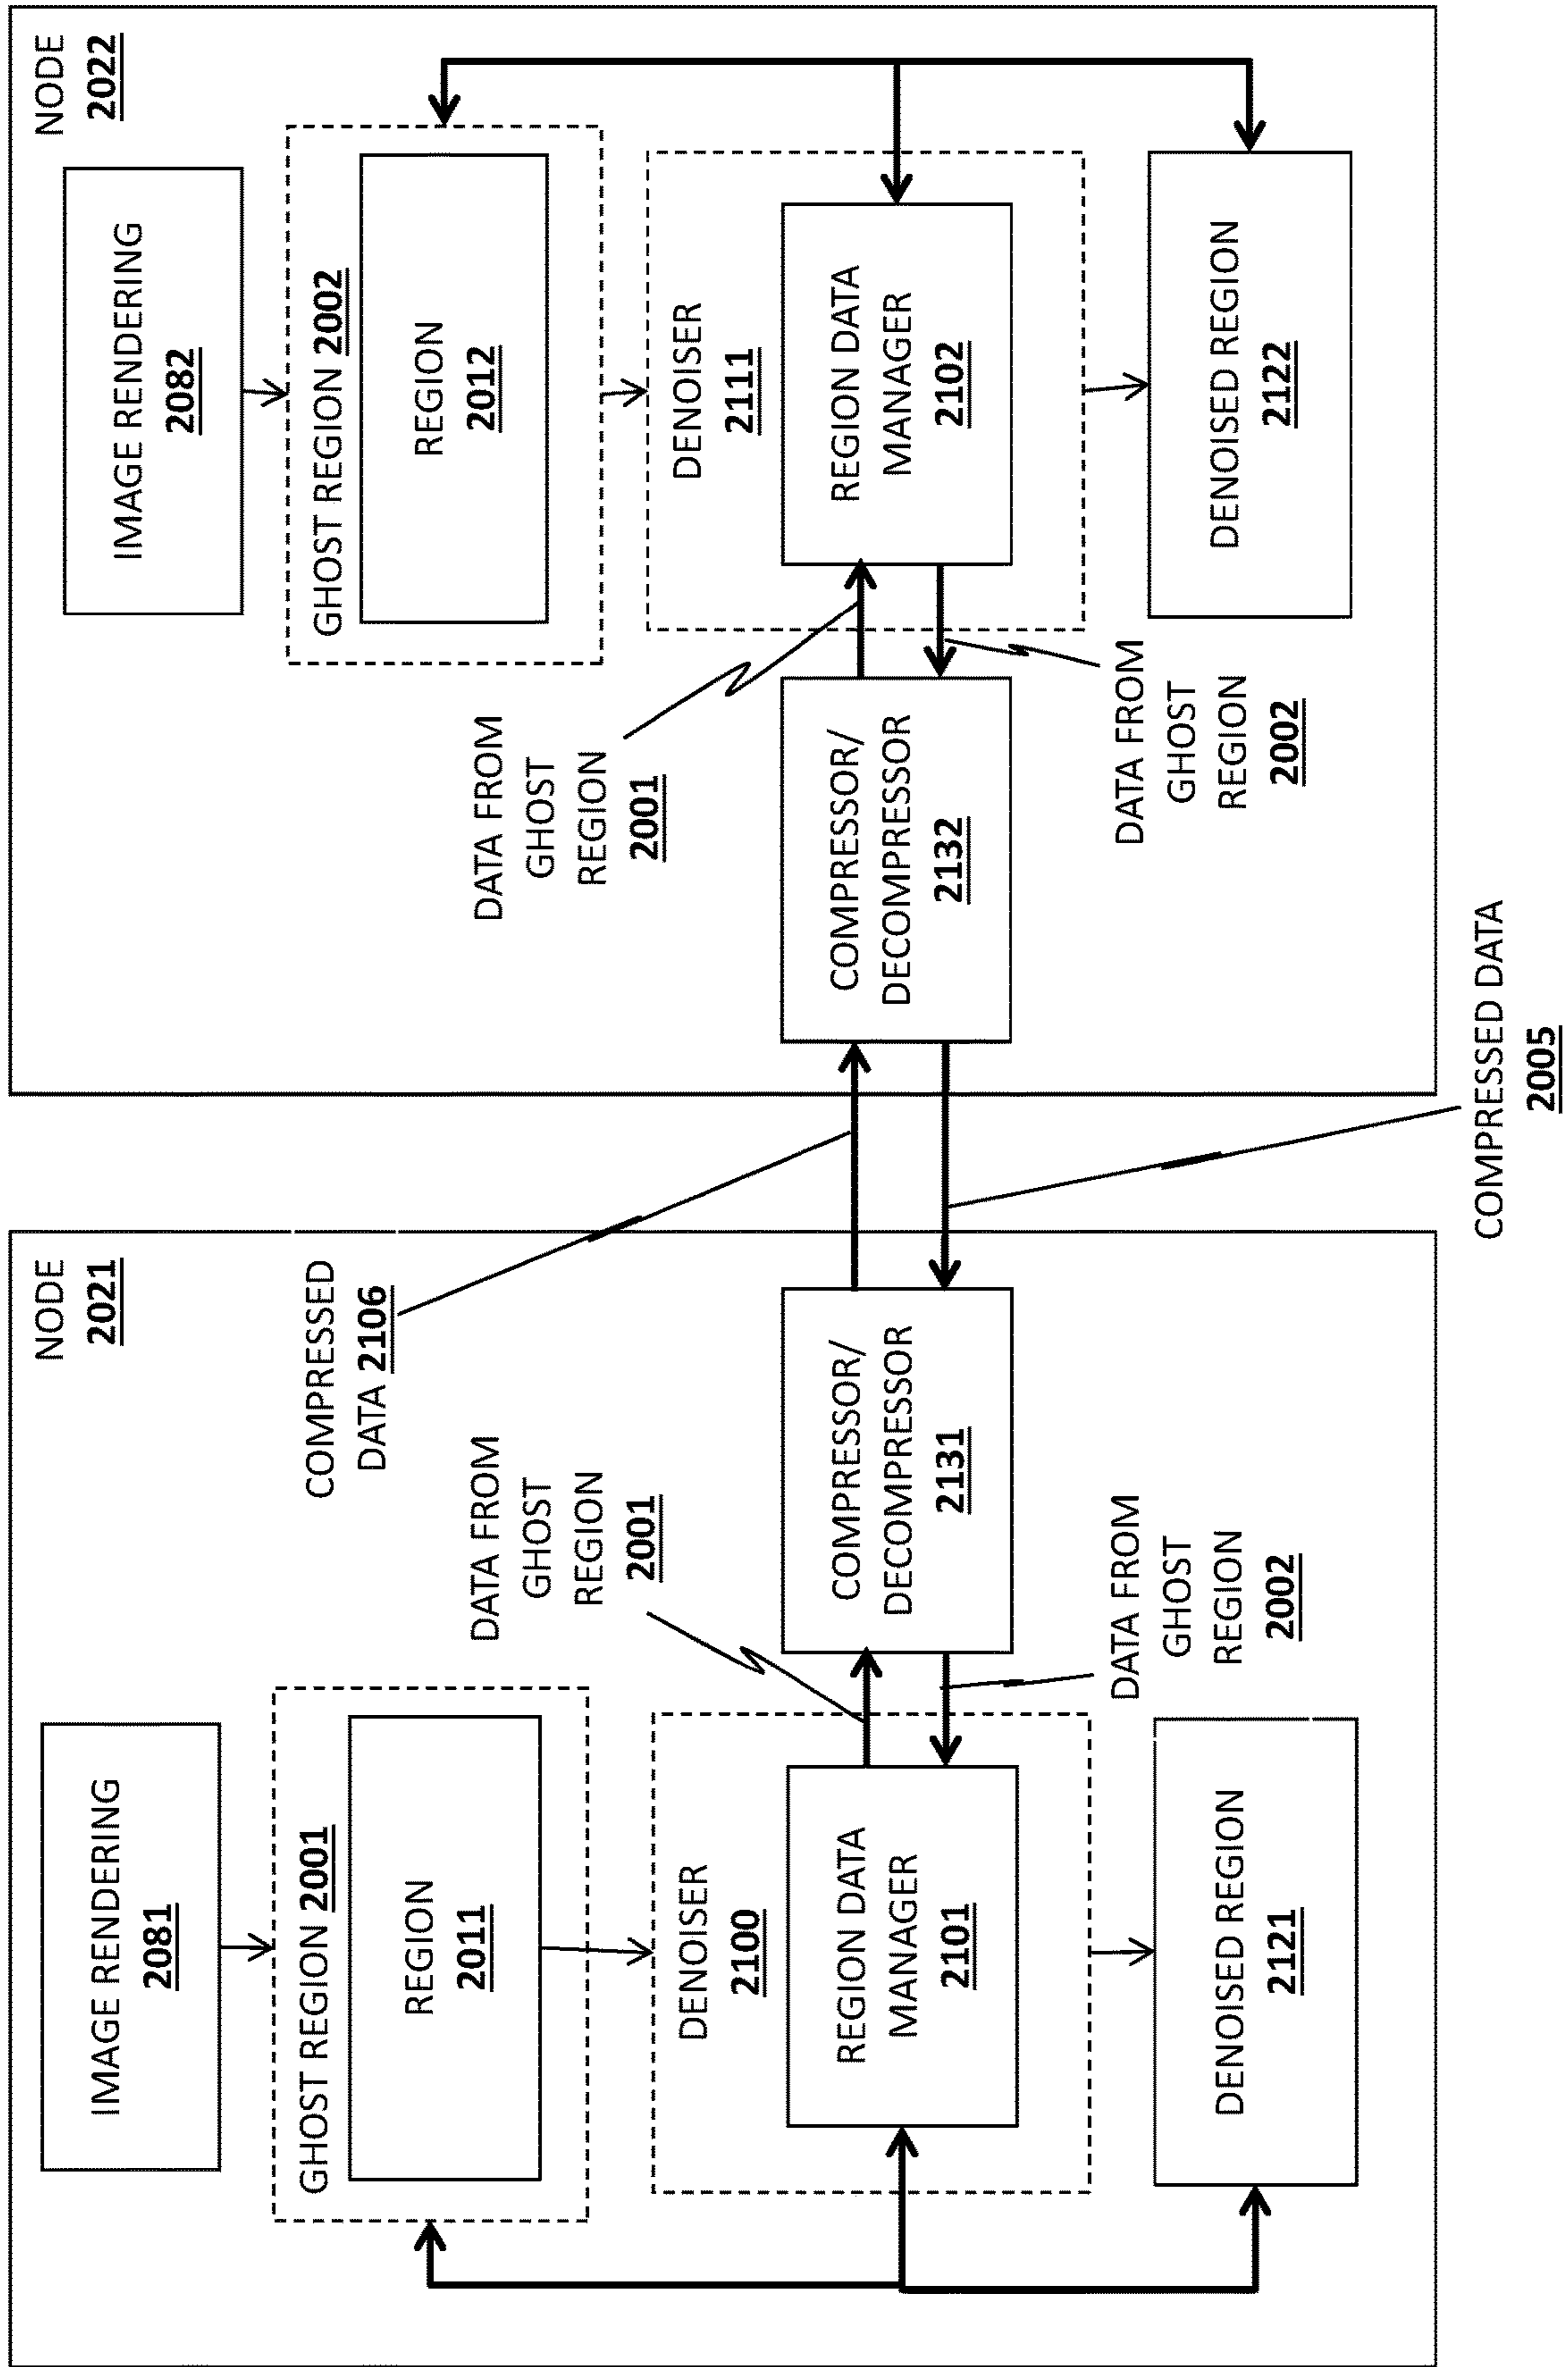 NODE
2021
IMAGE RENDERING
2081
GHOST REGION 2001
REGION
2011
DENOISER
2100
REGION DATA
MANAGER
2101
DENOISED REGION
2121
DATA FROM
GHOST
REGION
2001
DATA FROM
GHOST
REGION
2002
COMPRESSOR/
DECOMPRESSOR
2131
COMPRESSED
DATA 2106
COMPRESSED DATA
2005
NODE
2022
IMAGE RENDERING
2082
GHOST REGION 2002
REGION
2012
DENOISER
2111
REGION DATA
MANAGER
2102
DENOISED REGION
2122
DATA FROM
GHOST
REGION
2001
DATA FROM
GHOST
REGION
2002
COMPRESSOR/
DECOMPRESSOR
2132